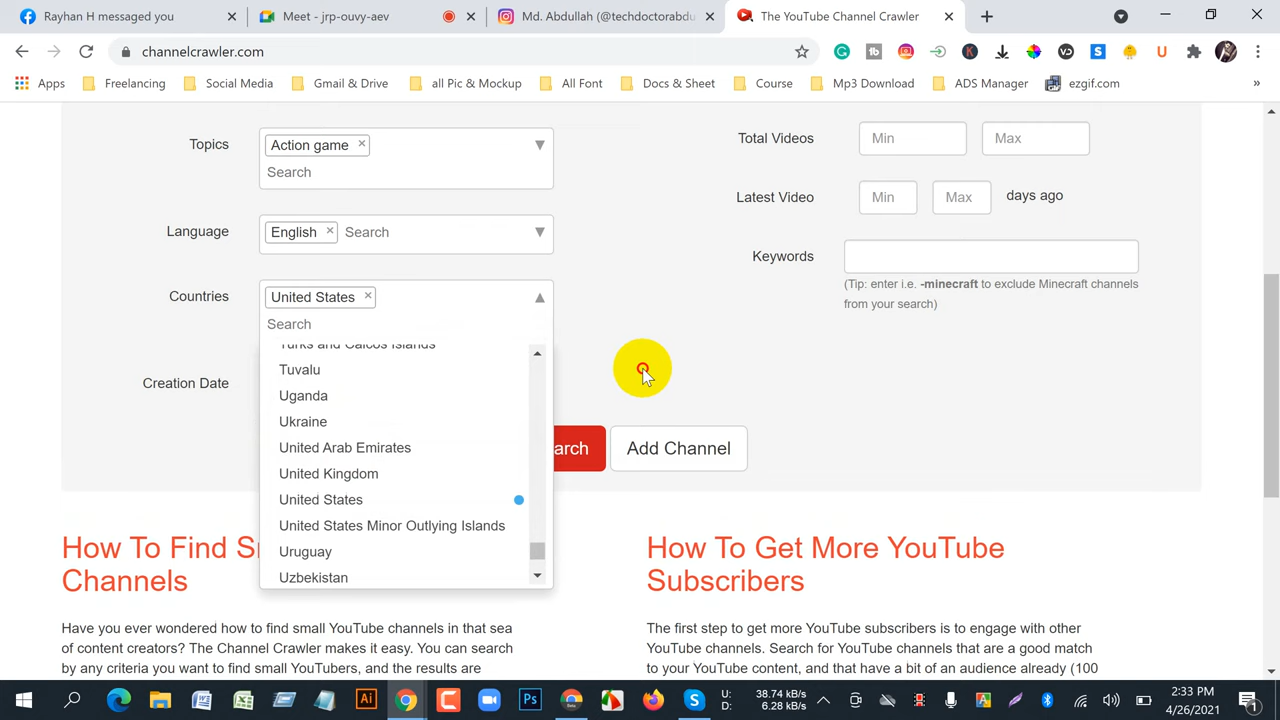 Rayhan H messaged you
Meet - jrp-ouvy-aev
Md. Abdullah (@techdoctorabdu
The YouTube Channel Crawler
channelcrawler.com
Apps
Freelancing
Social Media
Gmail & Drive
all Pic & Mockup
All Font
Docs & Sheet
Course
Mp3 Download
ADS Manager
ezgif.com
»
Topics
Action game ×
Search
Total Videos
Min
Max
Latest Video
Min
Max
days ago
Language
English ×
Search
Keywords
(Tip: enter i.e. -minecraft to exclude Minecraft channels
from your search)
Countries
United States ×
Search
Turks and Caicos Islands
Tuvalu
Uganda
Ukraine
United Arab Emirates
United Kingdom
United States
United States Minor Outlying Islands
Uruguay
Uzbekistan
Creation Date
arch
Add Channel
How To Find S
Channels
Have you ever wondered how to find small YouTube channels in that sea
of content creators? The Channel Crawler makes it easy. You can search
by any criteria you want to find small YouTubers, and the results are
How To Get More YouTube
Subscribers
The first step to get more YouTube subscribers is to engage with other
YouTube channels. Search for YouTube channels that are a good match
to your YouTube content, and that have a bit of an audience already (100
U: 38.74 kB/s
D: 6.28 kB/s
2:33 PM
4/26/2021